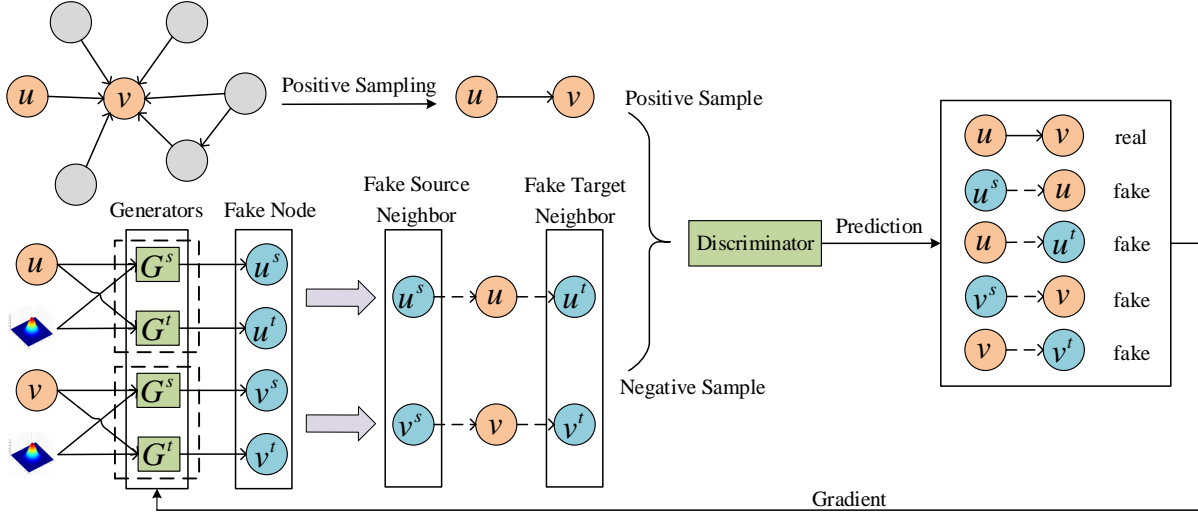 u
v
Positive Sampling
u
v
Positive Sample
Generators
Fake Node
Fake Source
Neighbor
Fake Target
Neighbor
u
G^s
u^s
G^t
u^t
v
G^s
v^s
G^t
v^t
u^s
u
u^t
v^s
v
v^t
Negative Sample
Discriminator
Prediction
u
v
real
u^s
u
fake
u
u^t
fake
v^s
v
fake
v
v^t
fake
Gradient